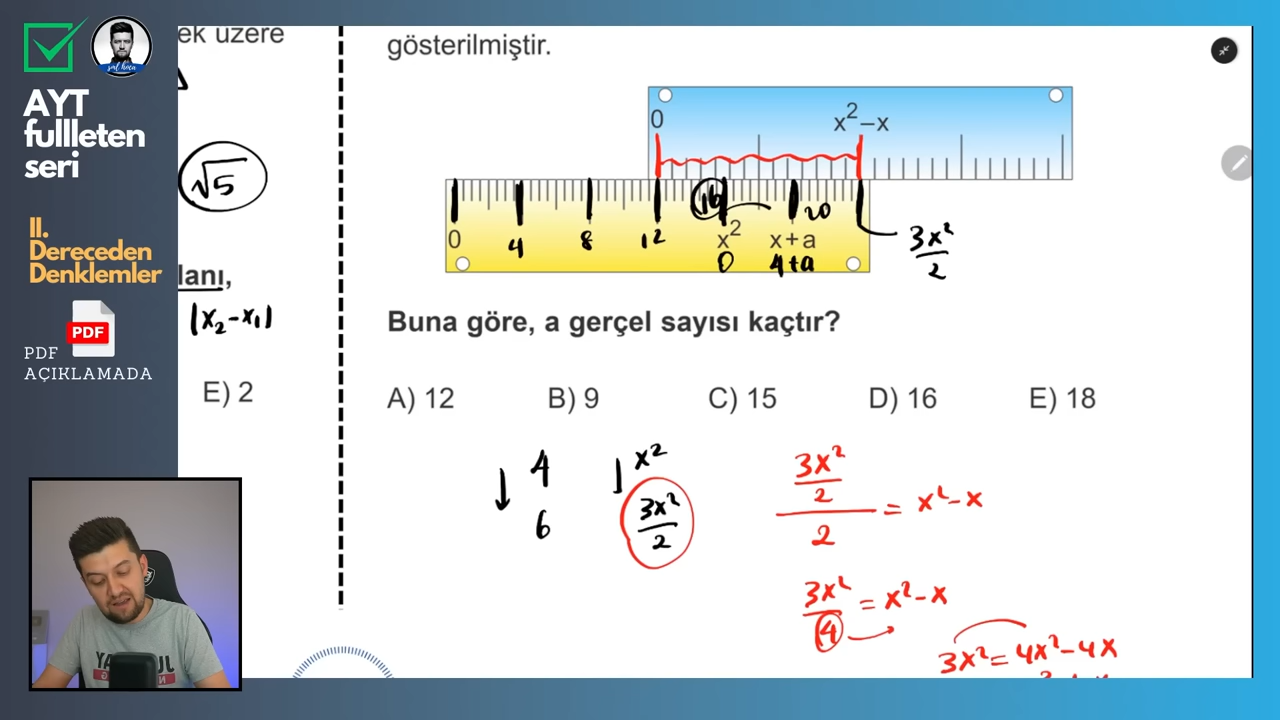 AYT
fullleten
seri
II.
Dereceden
Denklemler
PDF
PDF
AÇIKLAMADA
ek üzere
√5
lanı,
|x₂-x₁|
E) 2
gösterilmiştir.
0
x²–x
16
20
0
4
8
12
x²
x+a
0
4+a
3x²/2
Buna göre, a gerçel sayısı kaçtır?
A) 12 B) 9 C) 15 D) 16 E) 18
4
6
x²
3x²/2
(3x²/2)/2 = x²-x
3x²/4 = x²-x
3x² = 4x²-4x